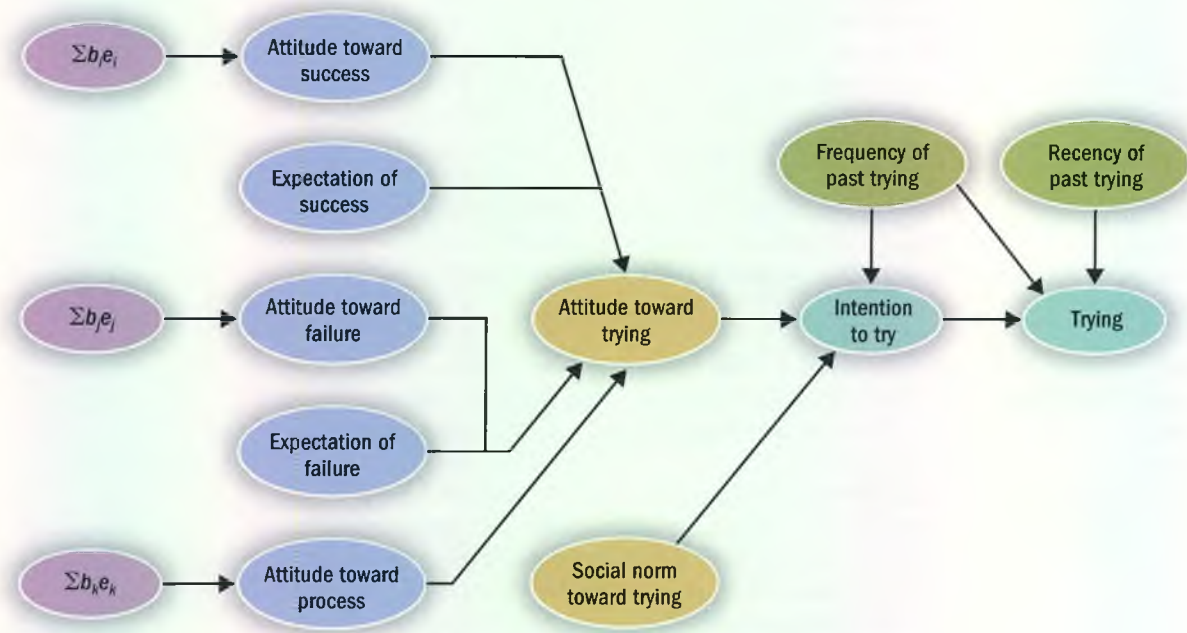 Σbᵢeᵢ
Attitude toward
success
Expectation of
success
Frequency of
past trying
Recency of
past trying
Σbⱼeⱼ
Attitude toward
failure
Attitude toward
trying
Intention
to try
Trying
Expectation of
failure
Σbₖeₖ
Attitude toward
process
Social norm
toward trying